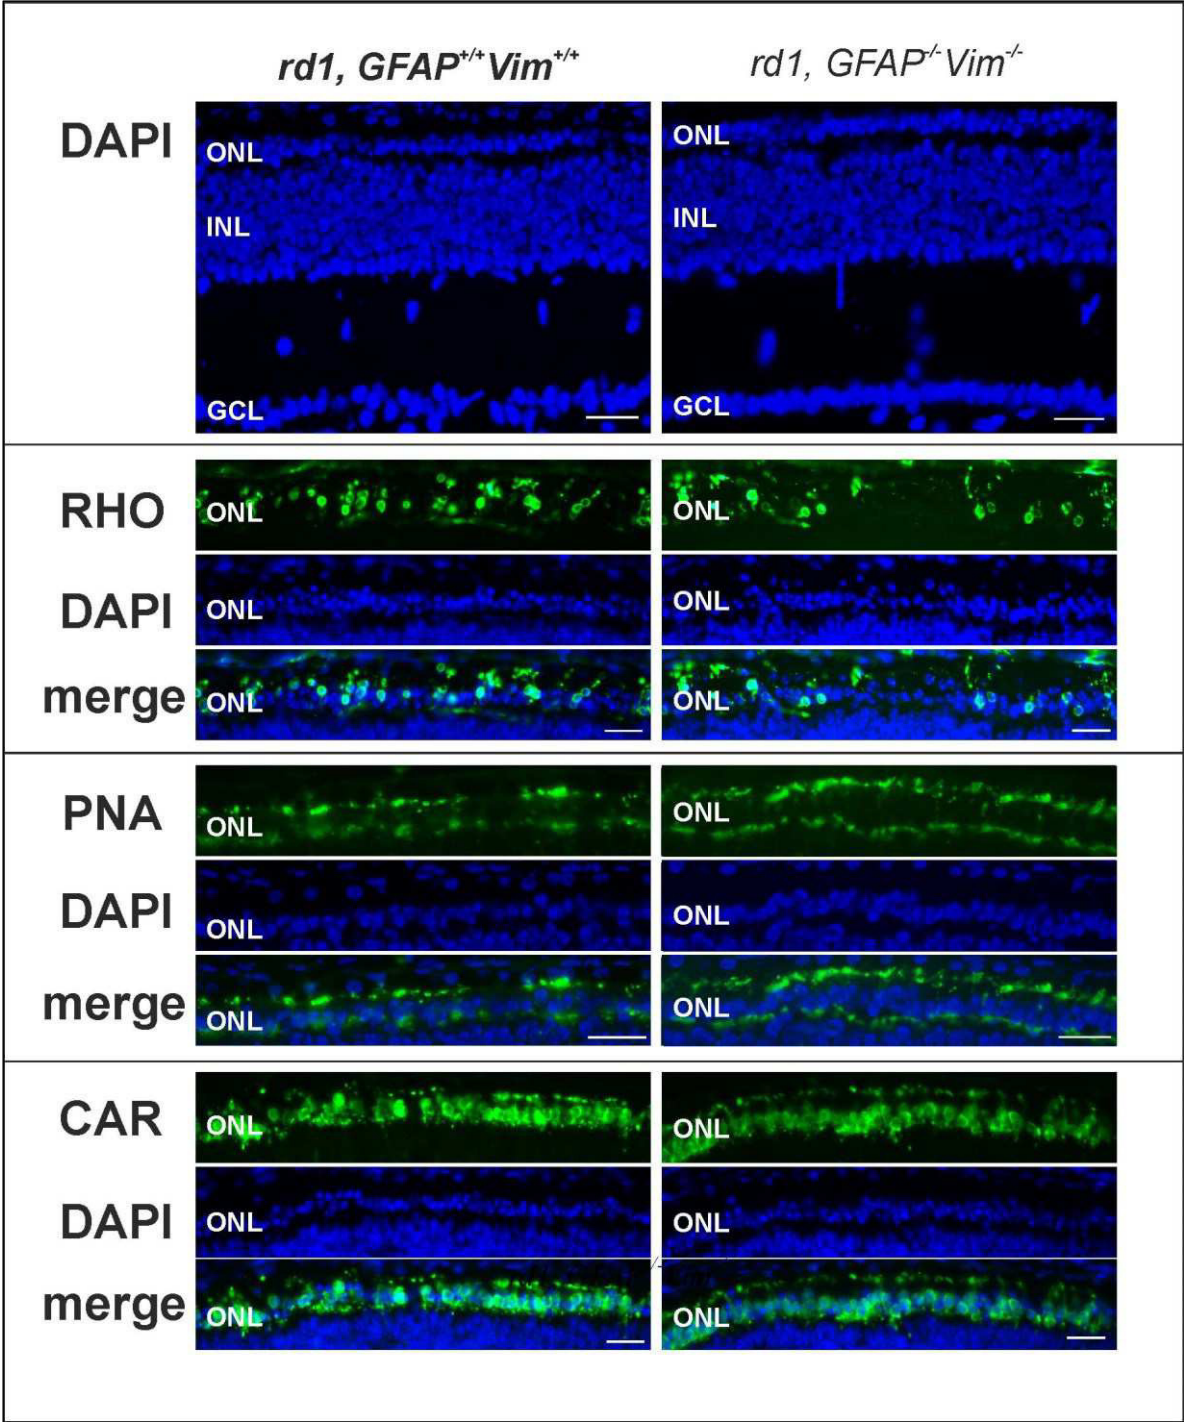 rd1, GFAP+/+Vim+/+ rd1, GFAP-/-Vim-/-
DAPI ONL ONL
INL INL
GCL GCL
RHO ONL ONL
DAPI ONL ONL
merge ONL ONL
PNA ONL ONL
DAPI ONL ONL
merge ONL ONL
CAR ONL ONL
DAPI ONL ONL
merge ONL ONL